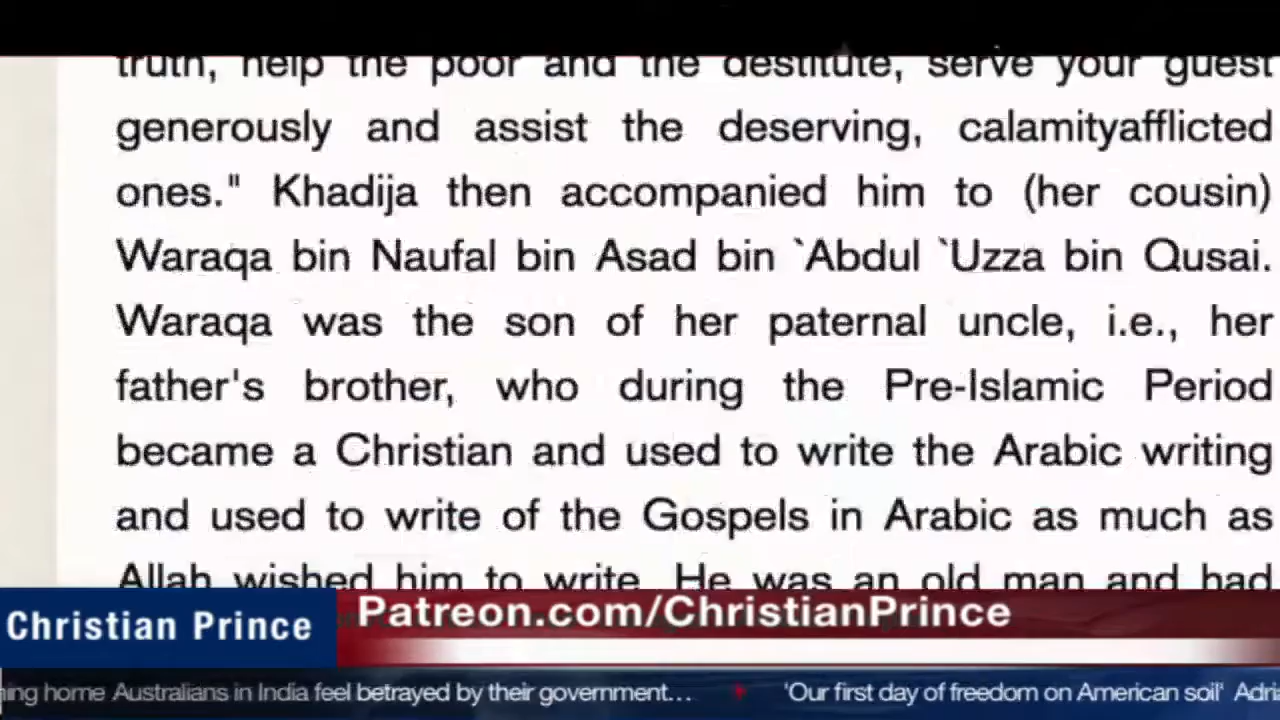 truth, help the poor and the destitute, serve your guest
generously and assist the deserving, calamityafflicted
ones." Khadija then accompanied him to (her cousin)
Waraqa bin Naufal bin Asad bin `Abdul `Uzza bin Qusai.
Waraqa was the son of her paternal uncle, i.e., her
father's brother, who during the Pre-Islamic Period
became a Christian and used to write the Arabic writing
and used to write of the Gospels in Arabic as much as
Allah wished him to write. He was an old man and had
Christian Prince
Patreon.com/ChristianPrince
home Australians in India feel betrayed by their government... 'Our first day of freedom on American soil'